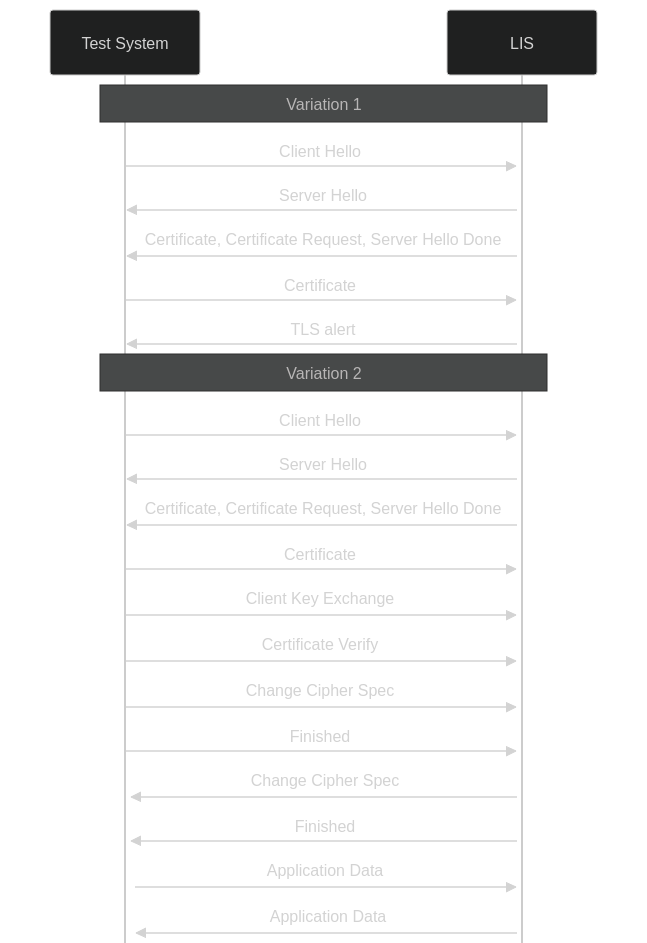 Test System
LIS
Variation 1
Client Hello
Server Hello
Certificate, Certificate Request, Server Hello Done
Certificate
TLS alert
Variation 2
Client Hello
Server Hello
Certificate, Certificate Request, Server Hello Done
Certificate
Client Key Exchange
Certificate Verify
Change Cipher Spec
Finished
Change Cipher Spec
Finished
Application Data
Application Data